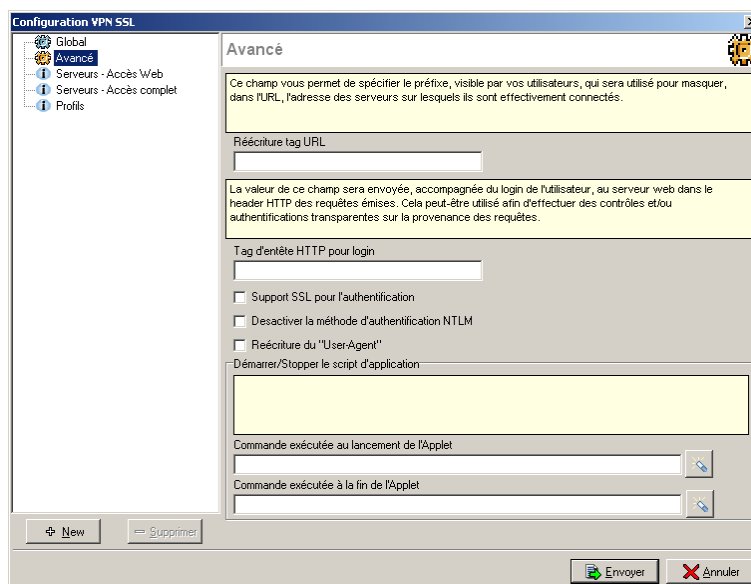 Configuration VPN SSL
Global
Avancé
Serveurs - Accès Web
Serveurs - Accès complet
Profils
Avancé
Ce champ vous permet de spécifier le préfixe, visible par vos utilisateurs, qui sera utilisé pour masquer,
dans l'URL, l'adresse des serveurs sur lesquels ils sont effectivement connectés.
Réécriture tag URL
La valeur de ce champ sera envoyée, accompagnée du login de l'utilisateur, au serveur web dans le
header HTTP des requêtes émises. Cela peut-être utilisé afin d'effectuer des contrôles et/ou
authentifications transparentes sur la provenance des requêtes.
Tag d'entête HTTP pour login
Support SSL pour l'authentification
Desactiver la méthode d'authentification NTLM
Reécriture du "User-Agent"
Démarrer/Stopper le script d'application
Commande exécutée au lancement de l'Applet
Commande exécutée à la fin de l'Applet
New
Supprimer
Envoyer
Annuler